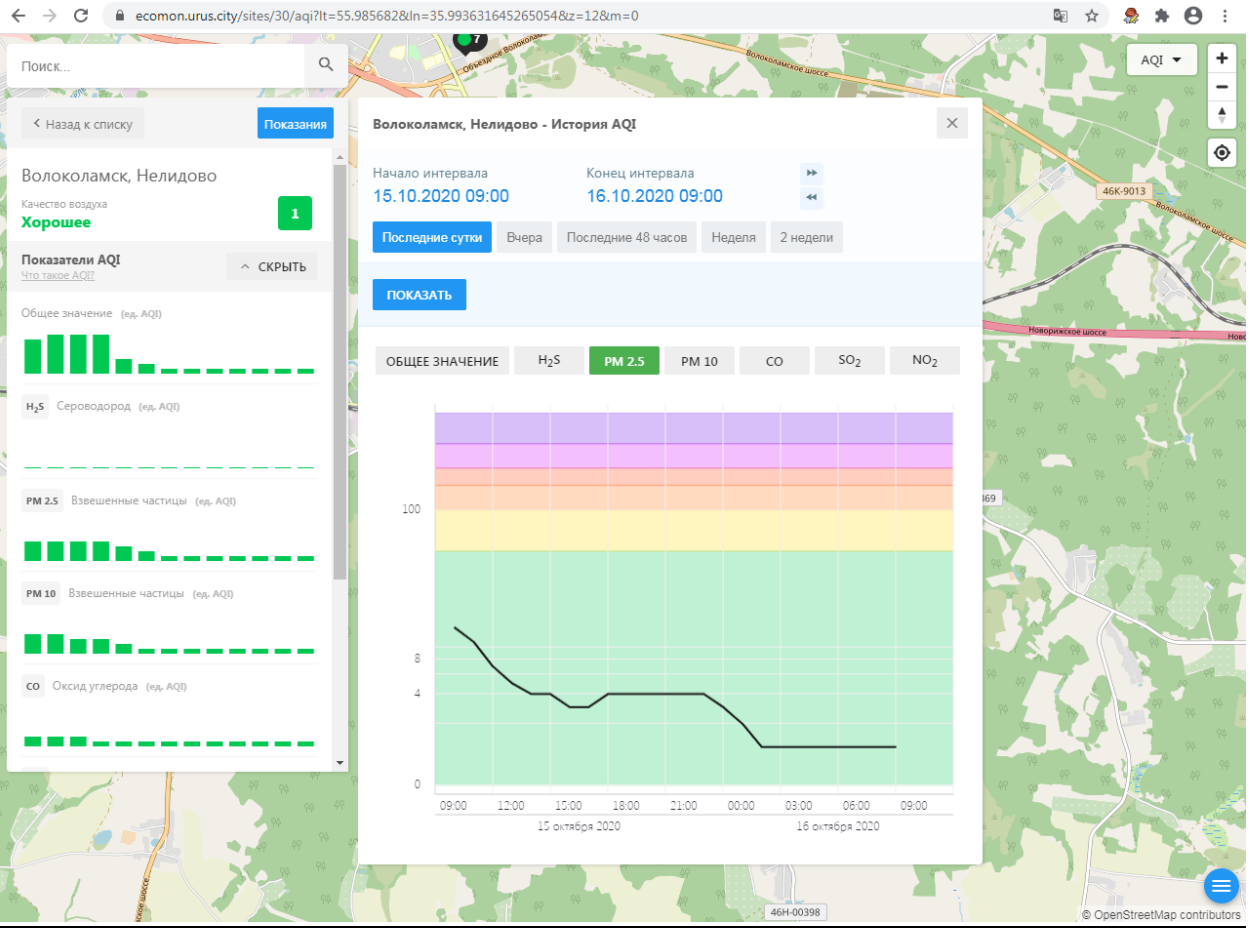 ecomon.urus.city/sites/30/aqi?lt=55.985682&ln=35.993631645265054&z=12&m=0
7
Объездное Волоко
Волоколамское шоссе
Поиск...
AQI
+
−
Назад к списку
Показания
Волоколамск, Нелидово
Качество воздуха
Хорошее
1
Показатели AQI
Что такое AQI?
СКРЫТЬ
Общее значение (ед. AQI)
H₂S Сероводород (ед. AQI)
PM 2.5 Взвешенные частицы (ед. AQI)
PM 10 Взвешенные частицы (ед. AQI)
CO Оксид углерода (ед. AQI)
Волоколамск, Нелидово - История AQI
Начало интервала
15.10.2020 09:00
Конец интервала
16.10.2020 09:00
Последние сутки Вчера Последние 48 часов Неделя 2 недели
ПОКАЗАТЬ
ОБЩЕЕ ЗНАЧЕНИЕ H₂S PM 2.5 PM 10 CO SO₂ NO₂
100
8
4
0
09:00 12:00 15:00 18:00 21:00 00:00 03:00 06:00 09:00
15 октября 2020 16 октября 2020
46К-9013
Волоколамское шоссе
Новорижское шоссе
Ново
369
46Н-00398
© OpenStreetMap contributors